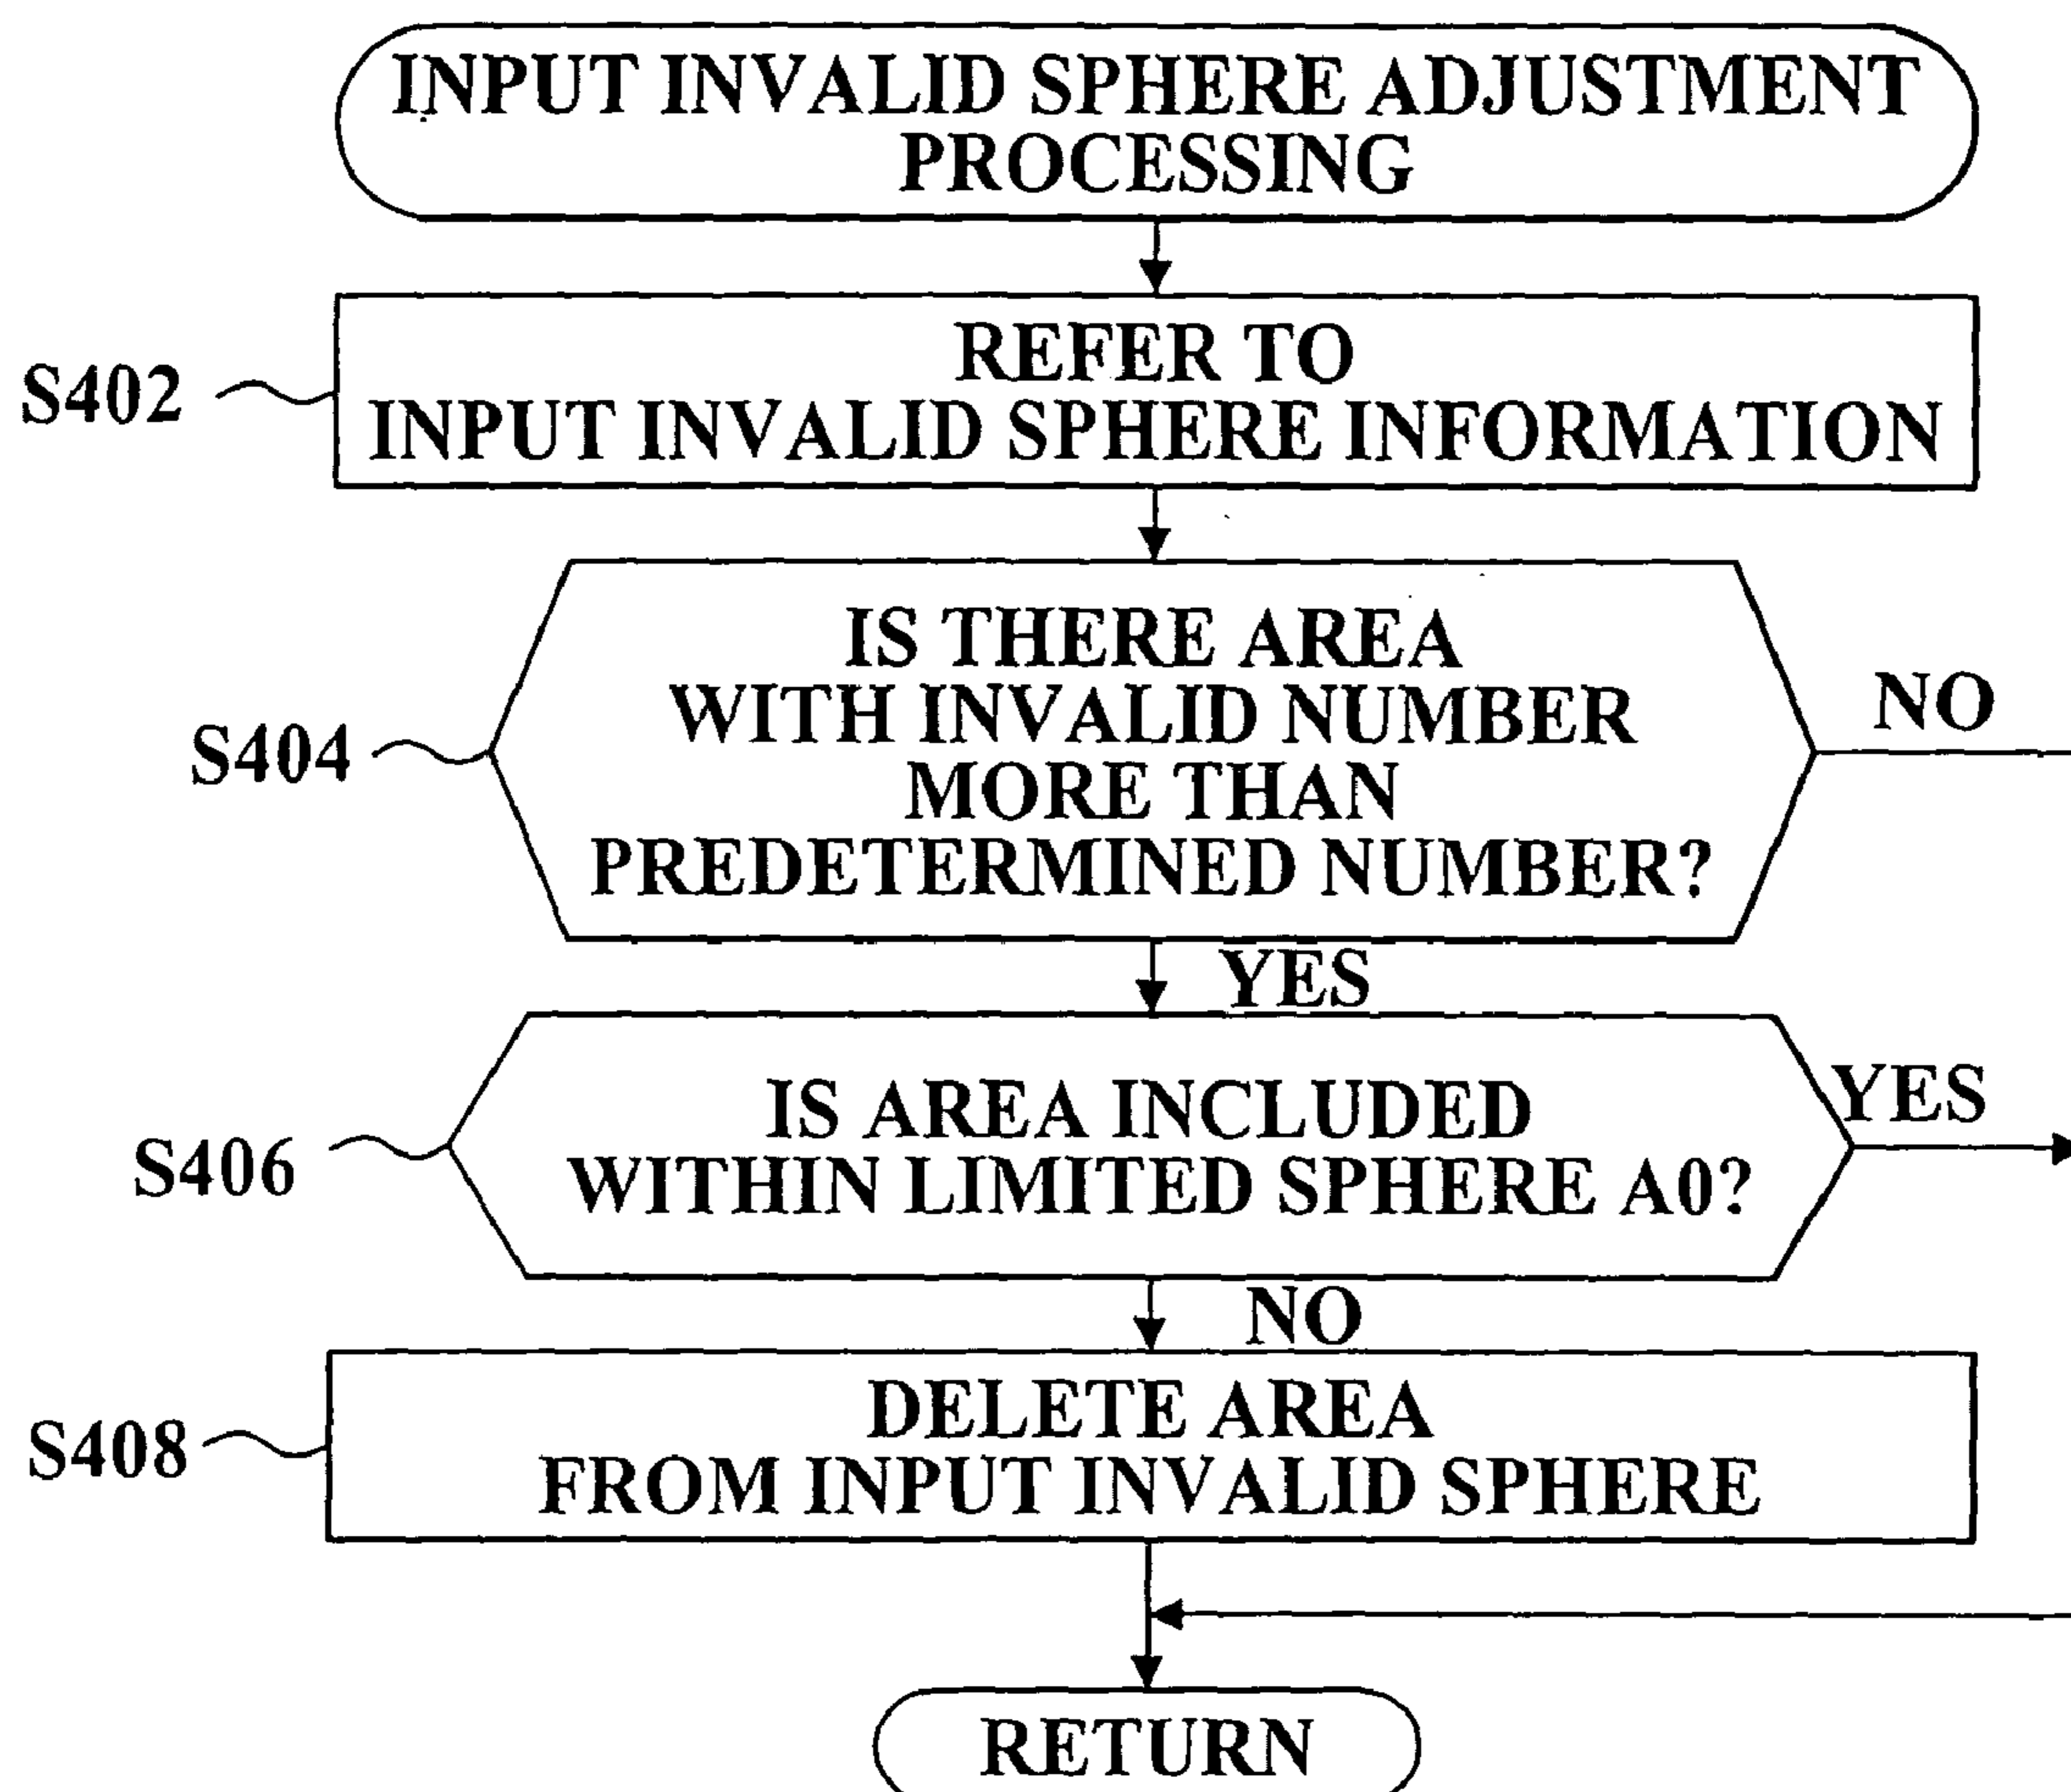 INPUT INVALID SPHERE ADJUSTMENT
PROCESSING
S402
REFER TO
INPUT INVALID SPHERE INFORMATION
S404
IS THERE AREA
WITH INVALID NUMBER
MORE THAN
PREDETERMINED NUMBER?
NO
YES
S406
IS AREA INCLUDED
WITHIN LIMITED SPHERE A0?
YES
NO
S408
DELETE AREA
FROM INPUT INVALID SPHERE
RETURN